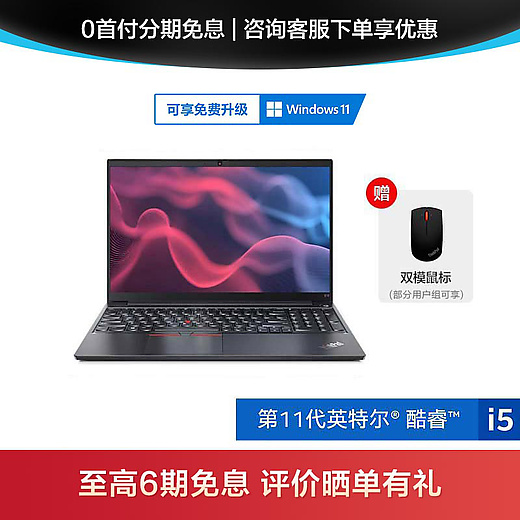 0首付分期免息 | 咨询客服下单享优惠
可享免费升级 Windows 11
赠
双模鼠标
(部分用户组可享)
第11代英特尔® 酷睿™ i5
至高6期免息 评价晒单有礼